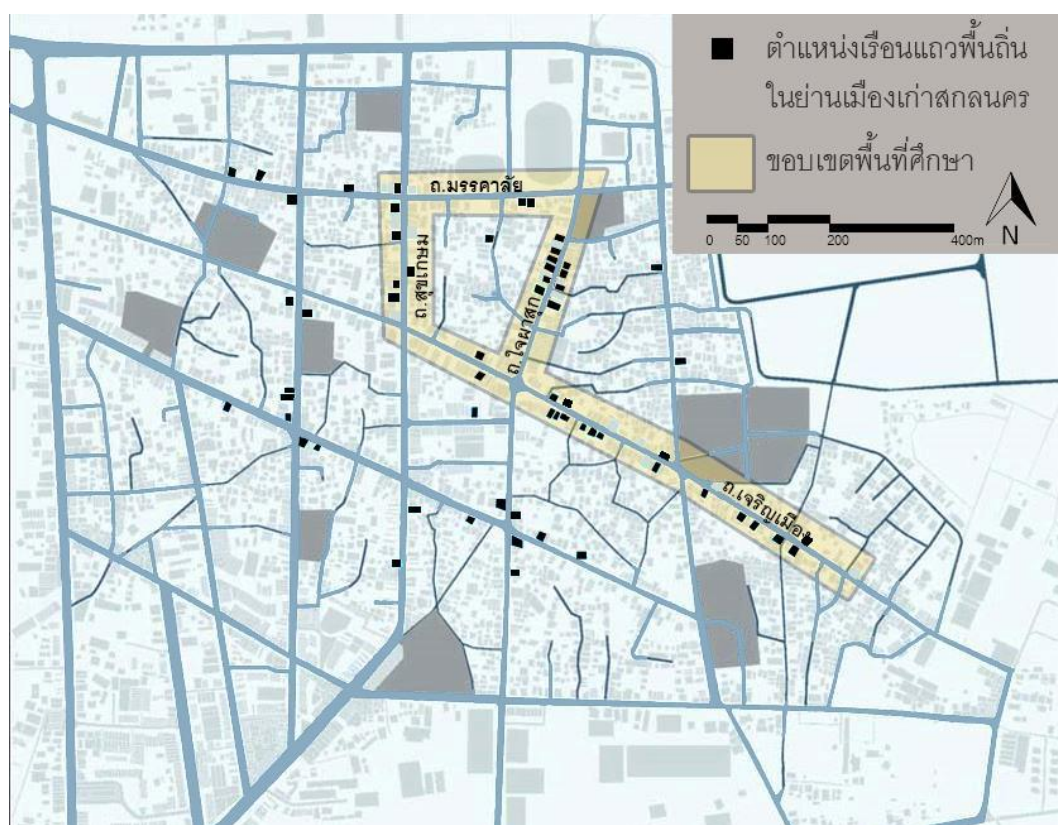 ตำแหน่งเรือนแถวพื้นถิ่น
ในย่านเมืองเก่าสกลนคร
ขอบเขตพื้นที่ศึกษา
0 50 100 200 400m
N
ถ.มรรคาลัย
ถ.สุขเกษม
ถ.ใจผาสุก
ถ.เจริญเมือง